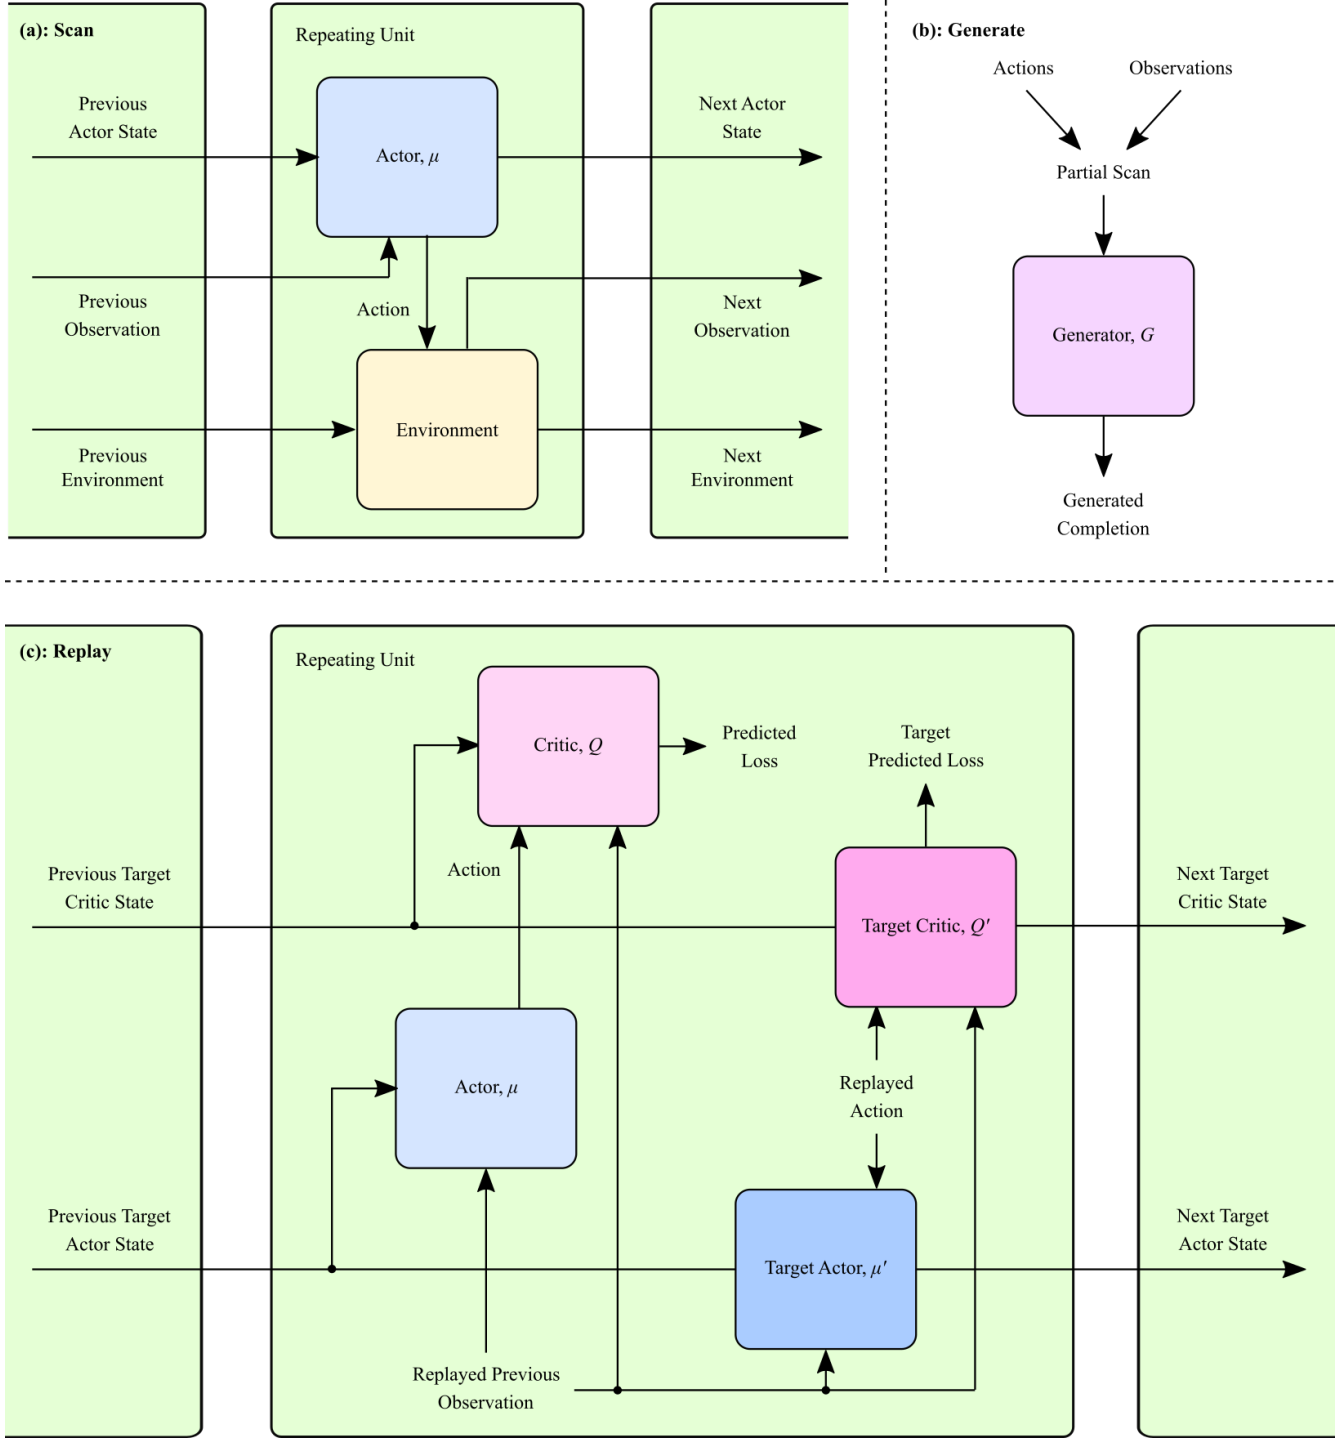 (a): Scan
Repeating Unit
Previous
Actor State
Actor, μ
Next Actor
State
Previous
Observation
Action
Next
Observation
Environment
Previous
Environment
Next
Environment
(b): Generate
Actions
Observations
Partial Scan
Generator, G
Generated
Completion
(c): Replay
Repeating Unit
Critic, Q
Predicted
Loss
Target
Predicted Loss
Action
Previous Target
Critic State
Target Critic, Q′
Next Target
Critic State
Actor, μ
Replayed
Action
Previous Target
Actor State
Target Actor, μ′
Next Target
Actor State
Replayed Previous
Observation